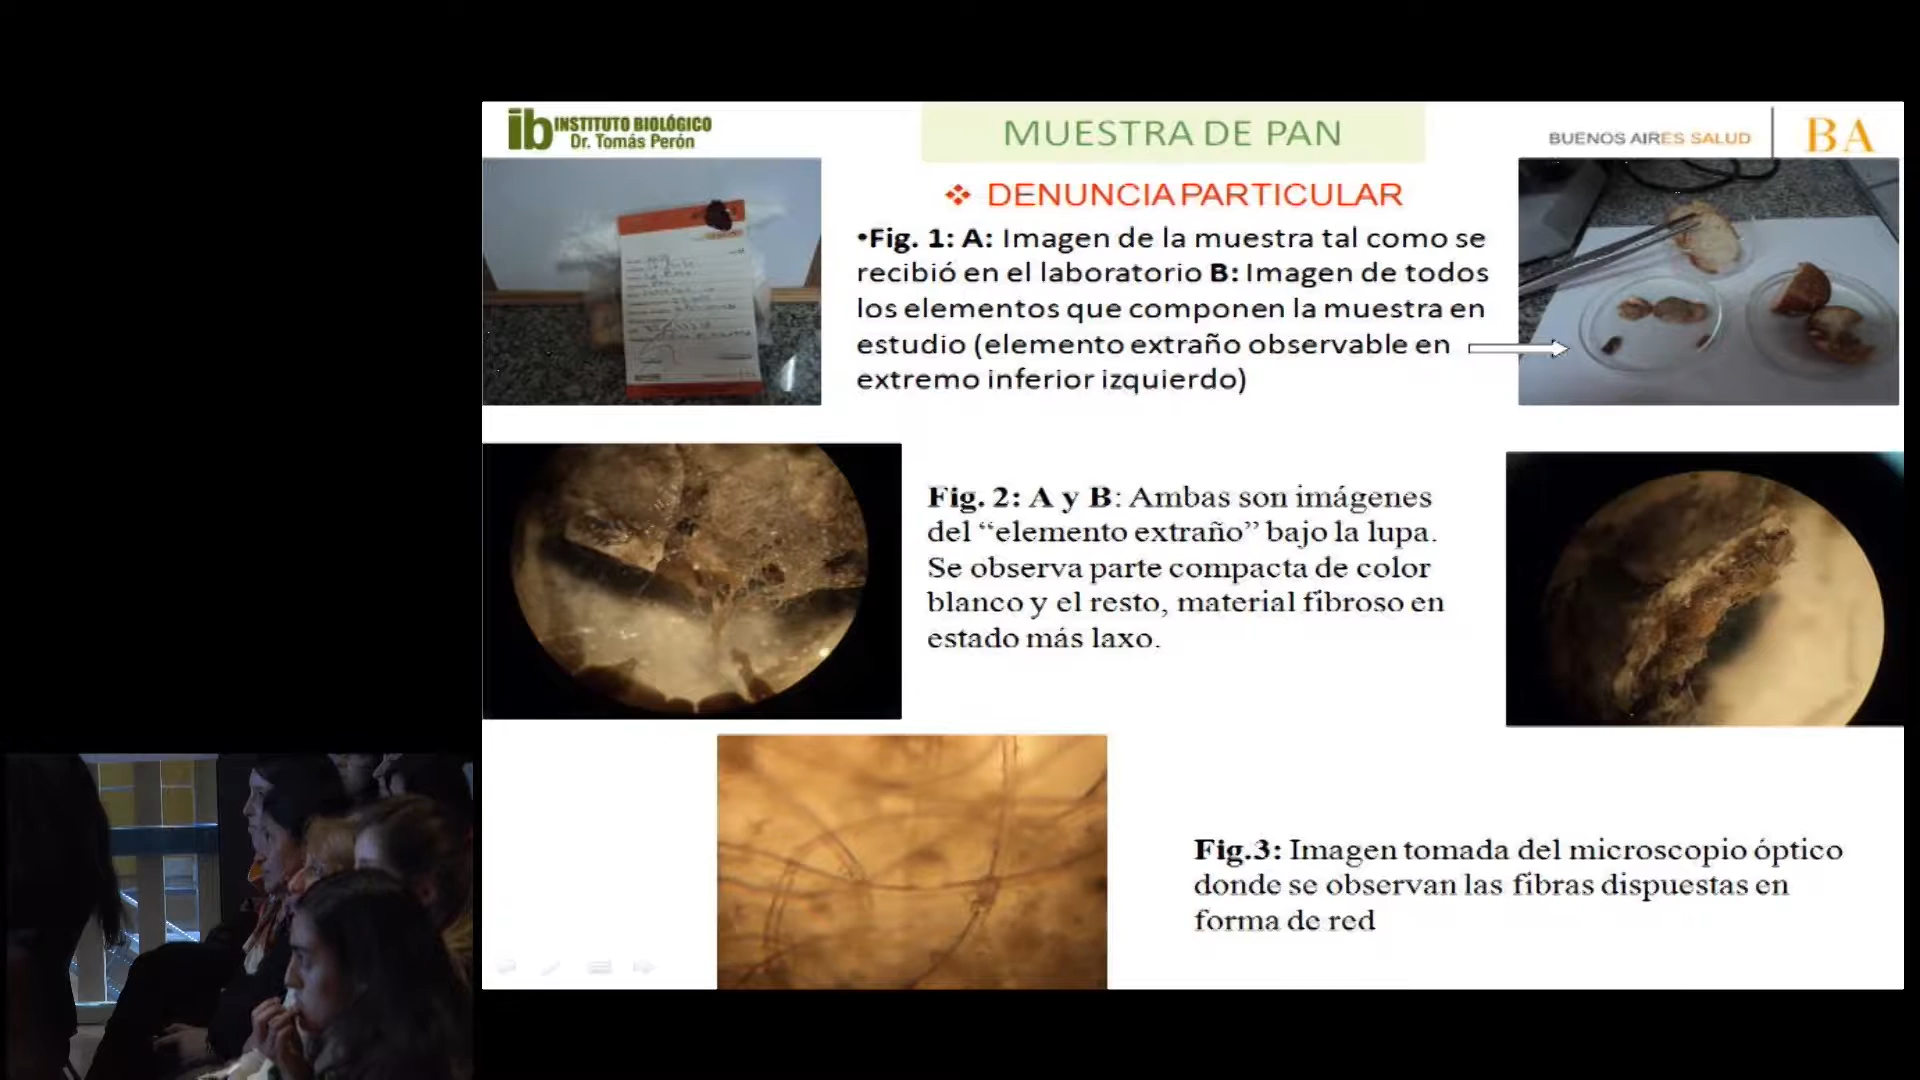 ib INSTITUTO BIOLÓGICO
Dr. Tomás Perón
MUESTRA DE PAN
BUENOS AIRES SALUD
BA
❖ DENUNCIA PARTICULAR
•Fig. 1: A: Imagen de la muestra tal como se
recibió en el laboratorio B: Imagen de todos
los elementos que componen la muestra en
estudio (elemento extraño observable en
extremo inferior izquierdo)
Fig. 2: A y B: Ambas son imágenes
del “elemento extraño” bajo la lupa.
Se observa parte compacta de color
blanco y el resto, material fibroso en
estado más laxo.
Fig.3: Imagen tomada del microscopio óptico
donde se observan las fibras dispuestas en
forma de red